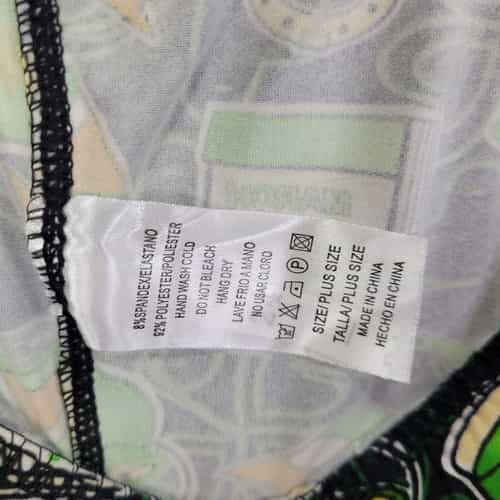 8%SPANDEX/ELASTANO
92% POLYESTER/POLIESTER
HAND WASH COLD
DO NOT BLEACH
HANG DRY
LAVE FRIO A MANO
NO USAR CLORO
SIZE/PLUS SIZE
TALLA/PLUS SIZE
MADE IN CHINA
HECHO EN CHINA